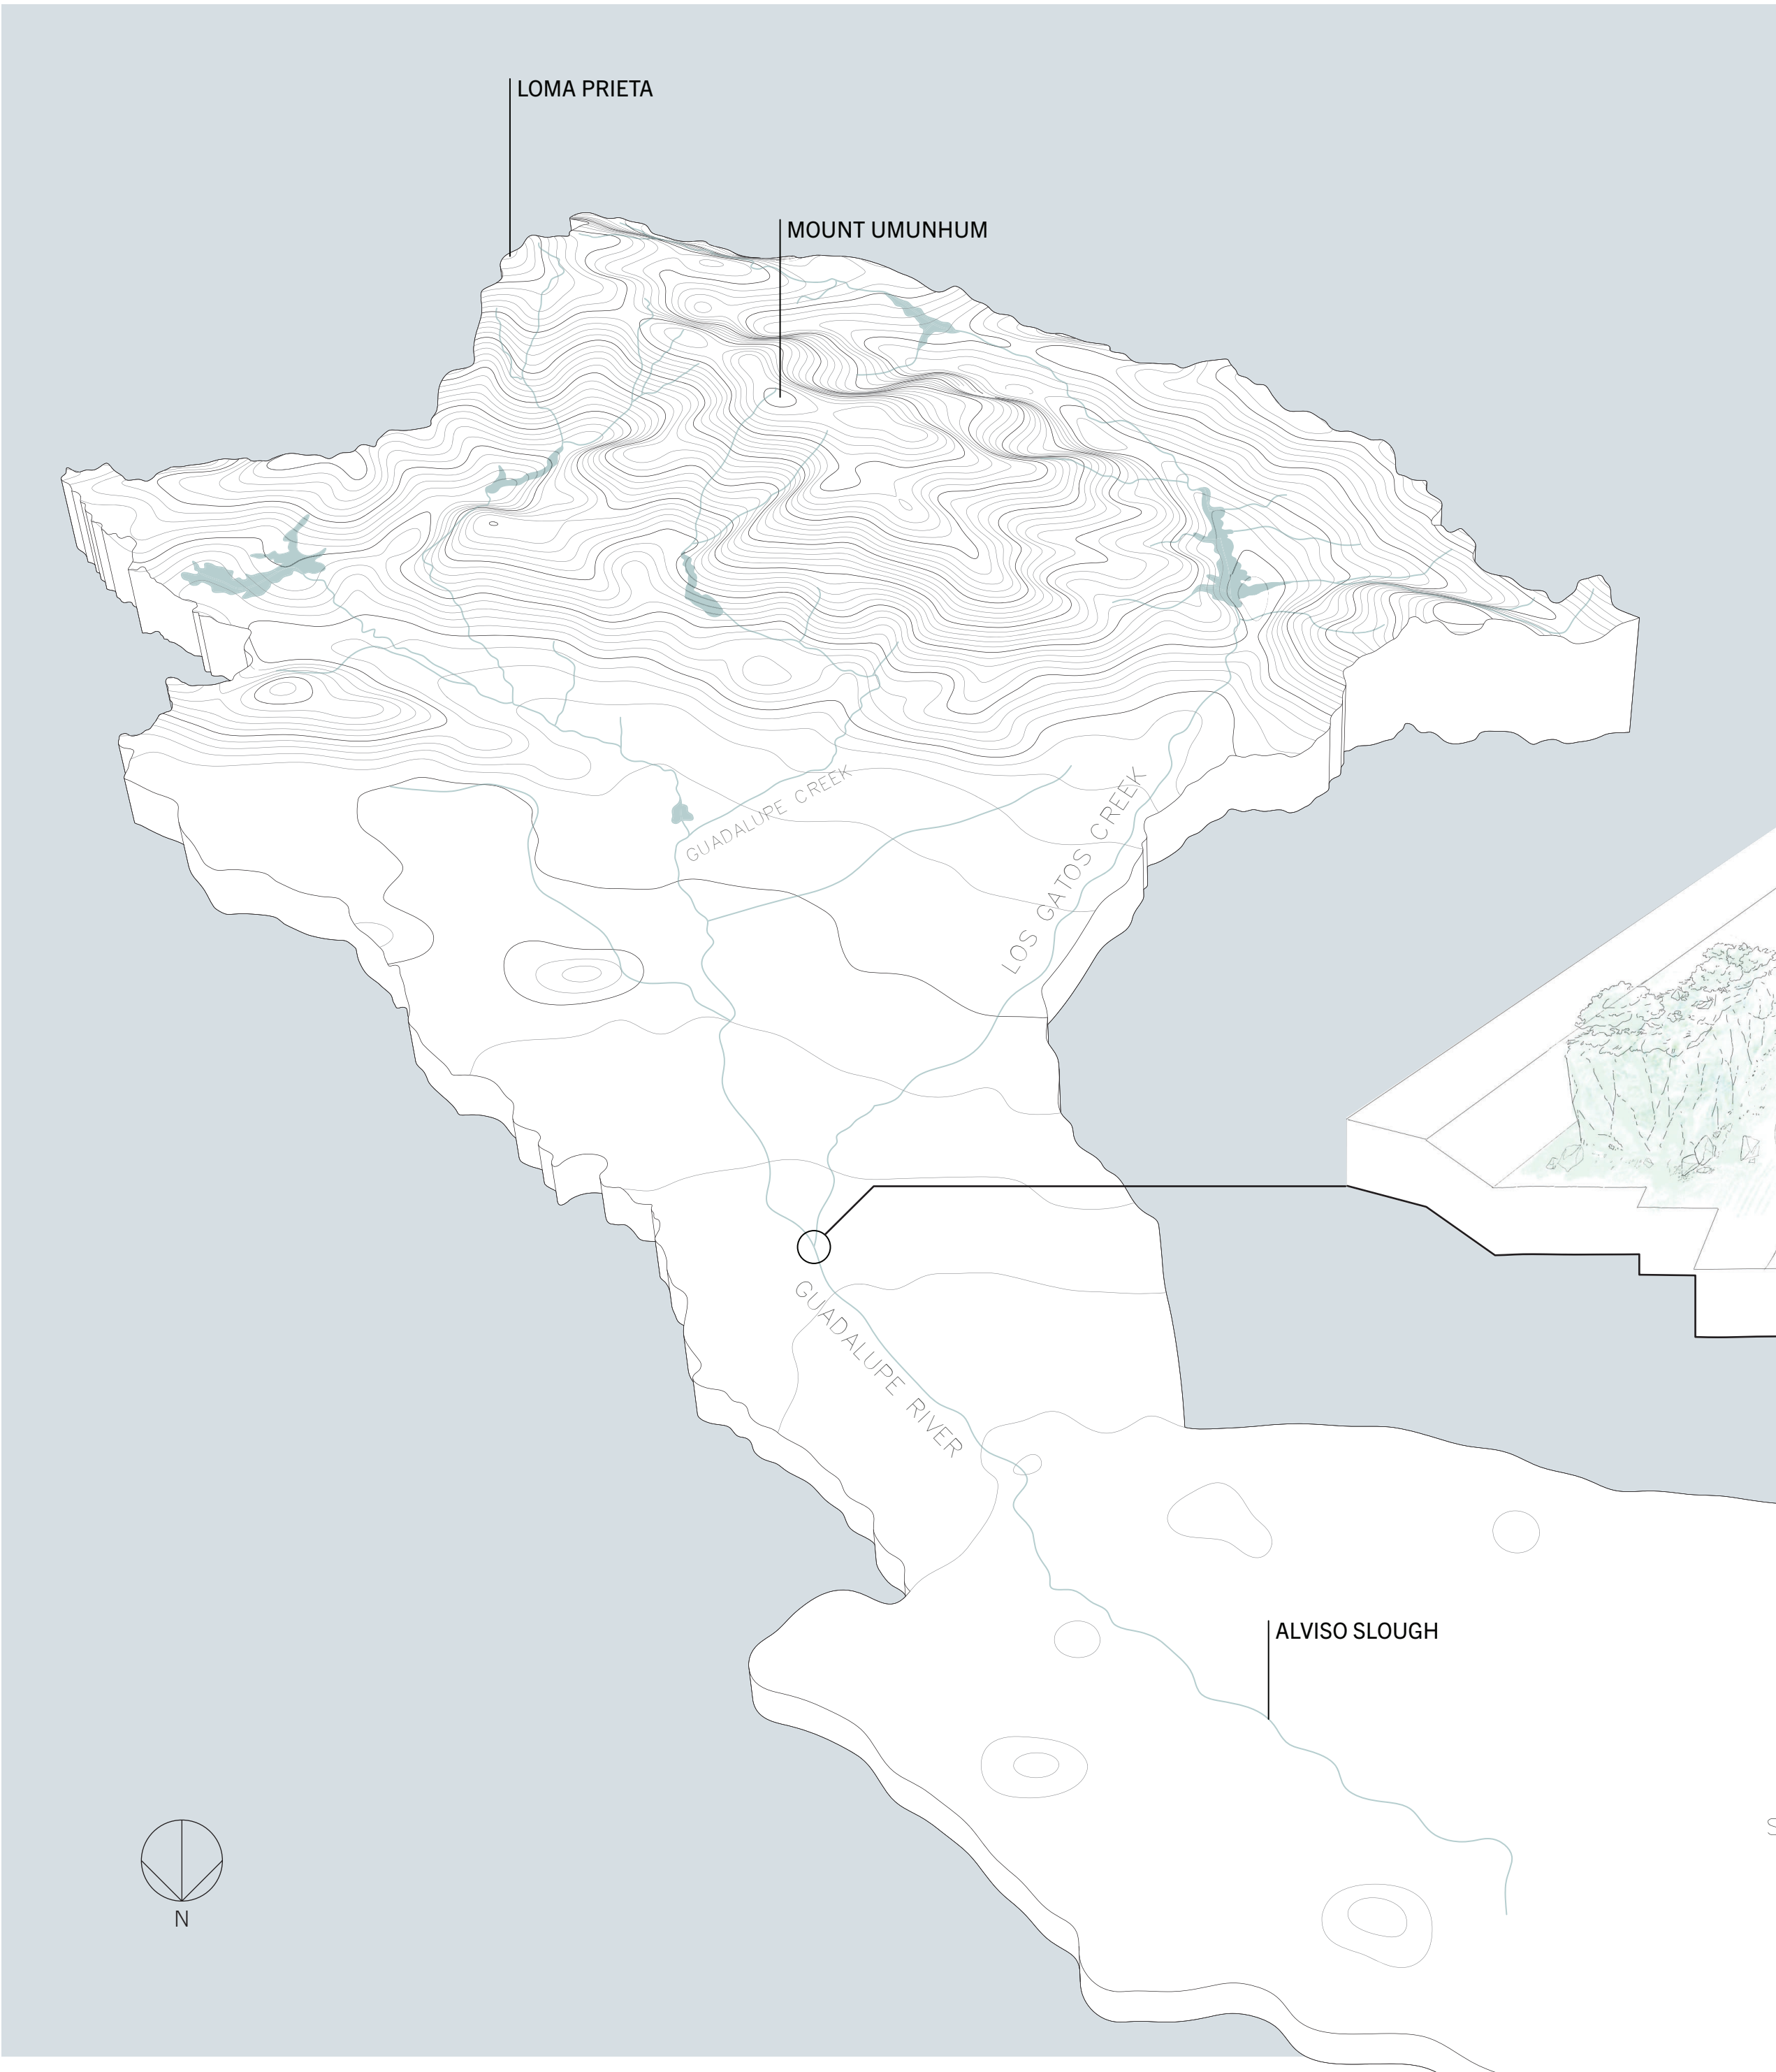 LOMA PRIETA
MOUNT UMUNHUM
GUADALUPE CREEK
LOS GATOS CREEK
GUADALUPE RIVER
ALVISO SLOUGH
S
N